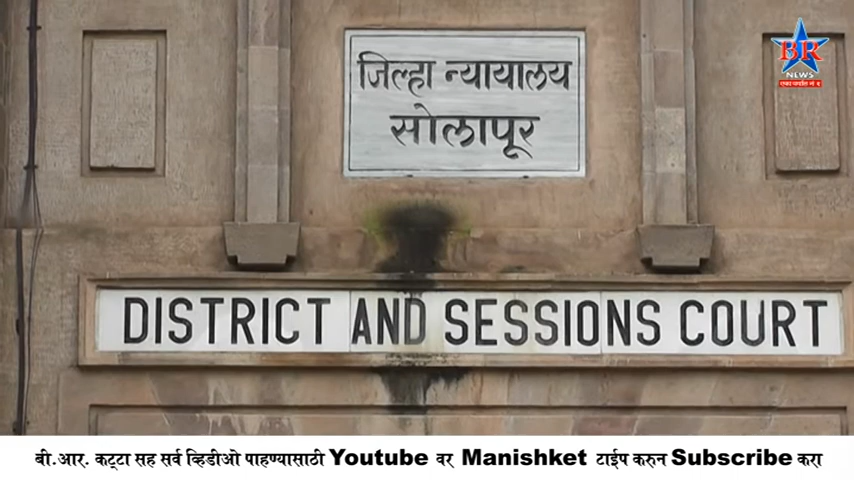 जिल्हा न्यायालय
सोलापूर
BR
NEWS
DISTRICT AND SESSIONS COURT
बी.आर. कट्टा सह सर्व व्हिडीओ पाहण्यासाठी Youtube वर Manishket टाईप करुन Subscribe करा